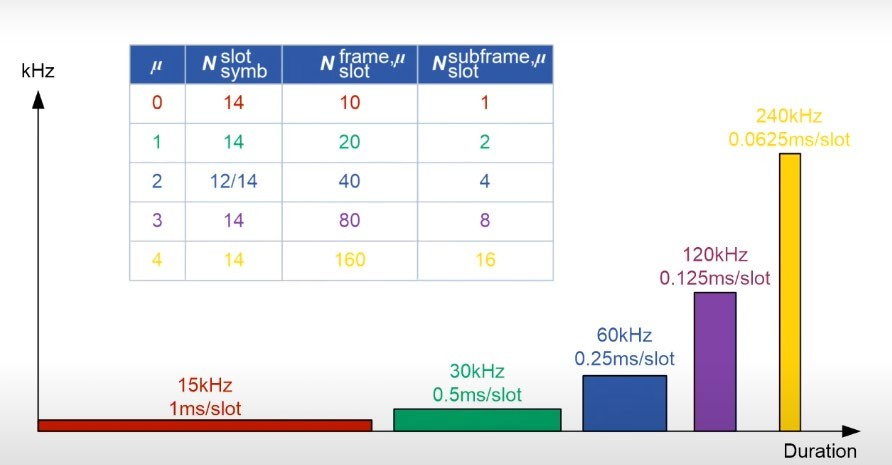 kHz
μ N slot symb N frame,μ slot N subframe,μ slot
0 14 10 1
1 14 20 2
2 12/14 40 4
3 14 80 8
4 14 160 16
15kHz
1ms/slot
30kHz
0.5ms/slot
60kHz
0.25ms/slot
120kHz
0.125ms/slot
240kHz
0.0625ms/slot
Duration